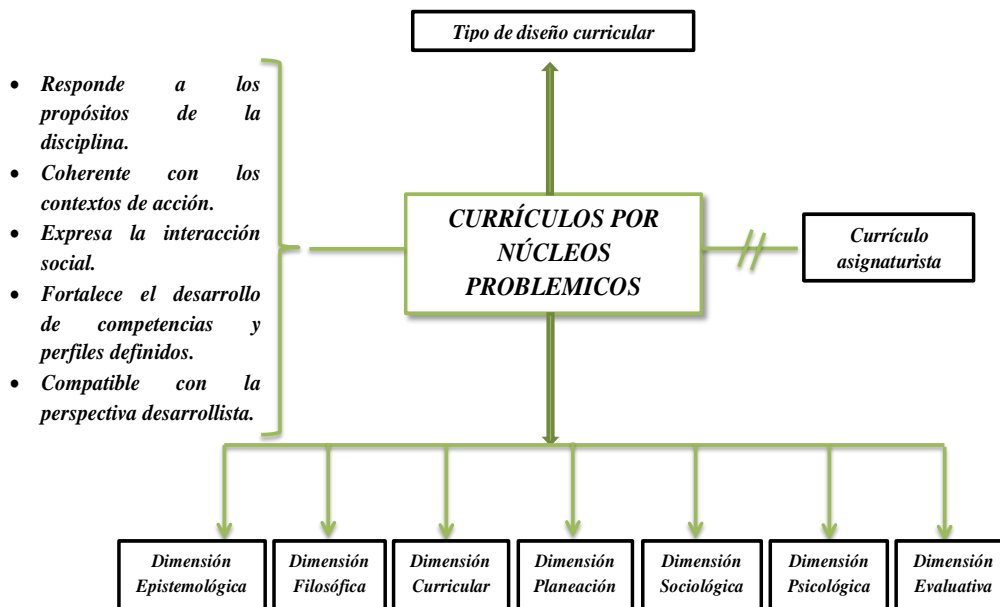 Tipo de diseño curricular
• Responde a los
propósitos de la
disciplina.
• Coherente con los
contextos de acción.
• Expresa la interacción
social.
• Fortalece el desarrollo
de competencias y
perfiles definidos.
• Compatible con la
perspectiva desarrollista.
CURRÍCULOS POR
NÚCLEOS
PROBLEMICOS
Currículo
asignaturista
Dimensión
Epistemológica
Dimensión
Filosófica
Dimensión
Curricular
Dimensión
Planeación
Dimensión
Sociológica
Dimensión
Psicológica
Dimensión
Evaluativa